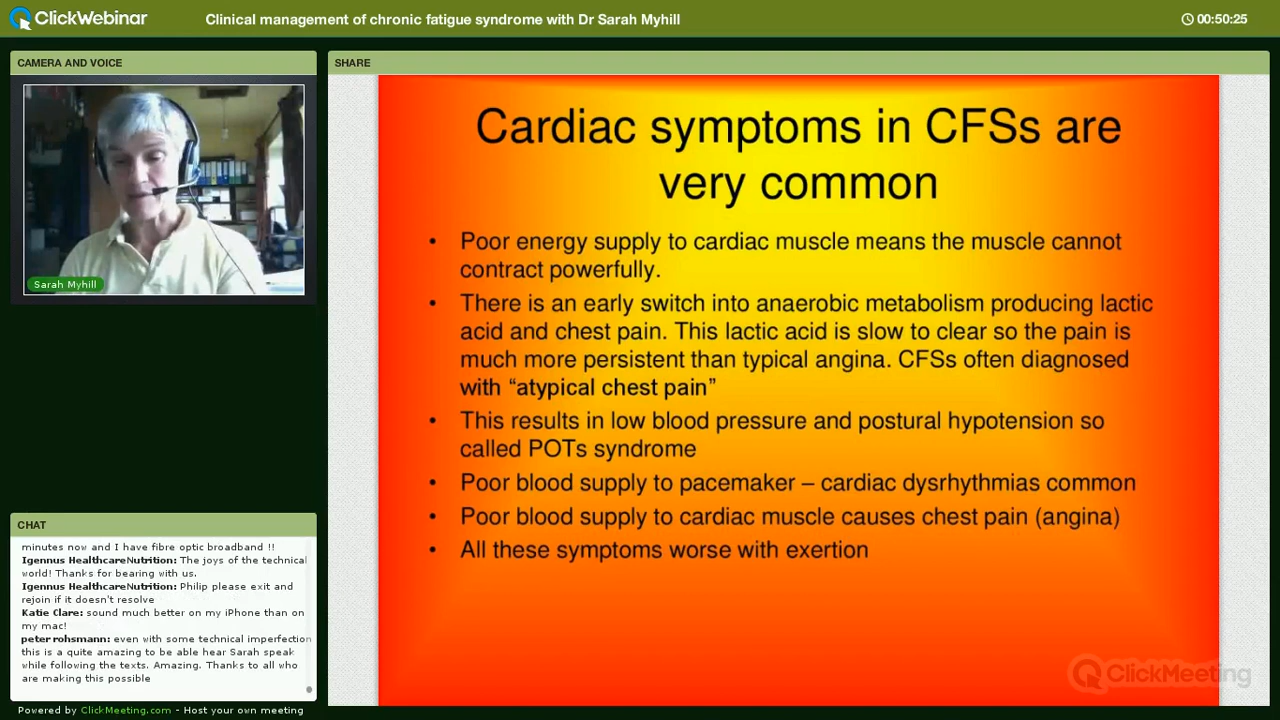 ClickWebinar
Clinical management of chronic fatigue syndrome with Dr Sarah Myhill
00:50:25
CAMERA AND VOICE
Sarah Myhill
SHARE
Cardiac symptoms in CFSs are
very common
• Poor energy supply to cardiac muscle means the muscle cannot
contract powerfully.
• There is an early switch into anaerobic metabolism producing lactic
acid and chest pain. This lactic acid is slow to clear so the pain is
much more persistent than typical angina. CFSs often diagnosed
with “atypical chest pain”
• This results in low blood pressure and postural hypotension so
called POTs syndrome
• Poor blood supply to pacemaker – cardiac dysrhythmias common
• Poor blood supply to cardiac muscle causes chest pain (angina)
• All these symptoms worse with exertion
ClickMeeting
CHAT
minutes now and I have fibre optic broadband !!
Igennus HealthcareNutrition: The joys of the technical
world! Thanks for bearing with us.
Igennus HealthcareNutrition: Philip please exit and
rejoin if it doesn't resolve
Katie Clare: sound much better on my iPhone than on
my mac!
peter rohsmann: even with some technical imperfection
this is a quite amazing to be able hear Sarah speak
while following the texts. Amazing. Thanks to all who
are making this possible
Powered by ClickMeeting.com - Host your own meeting